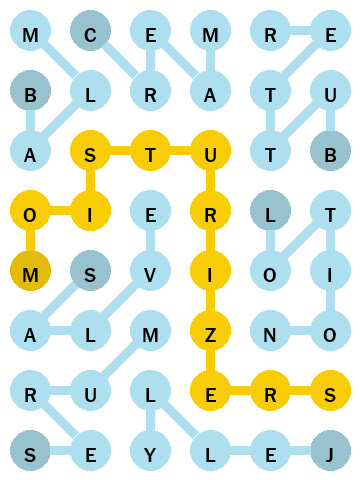 M C E M R E
B L R A T U
A S T U T B
O I E R L T
M S V I O I
A L M Z N O
R U L E R S
S E Y L E J